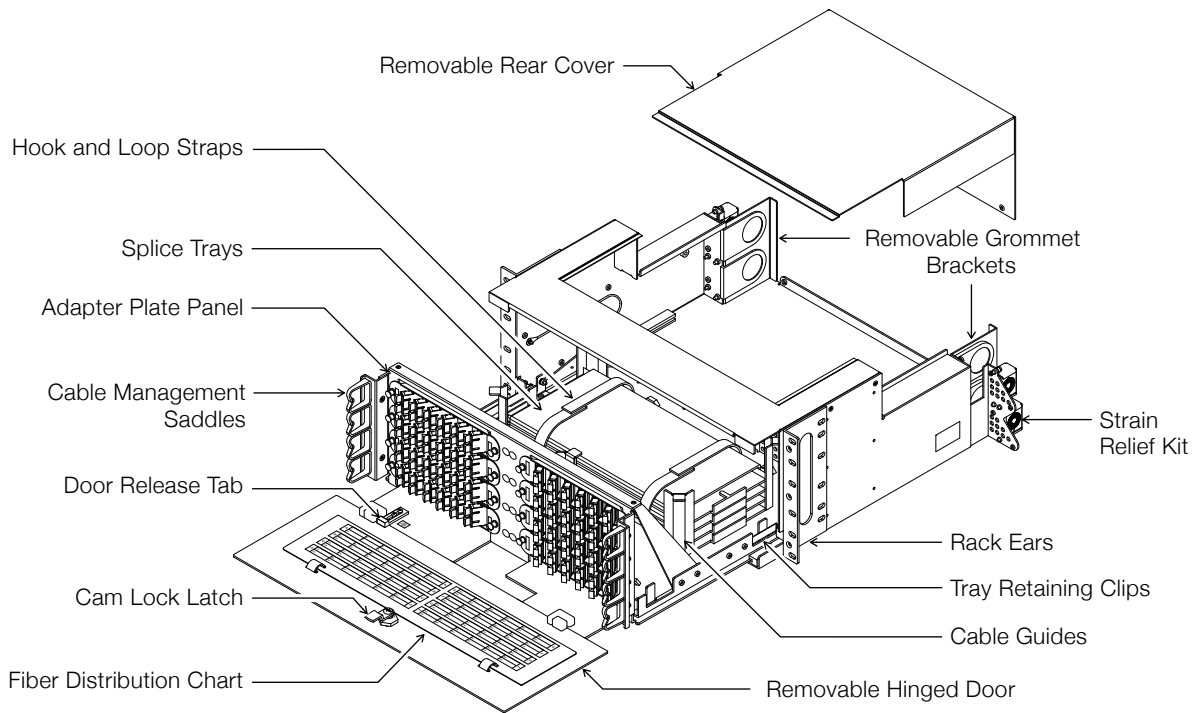 Removable Rear Cover
Hook and Loop Straps
Splice Trays
Adapter Plate Panel
Cable Management
Saddles
Door Release Tab
Cam Lock Latch
Fiber Distribution Chart
Removable Grommet
Brackets
Strain
Relief Kit
Rack Ears
Tray Retaining Clips
Cable Guides
Removable Hinged Door